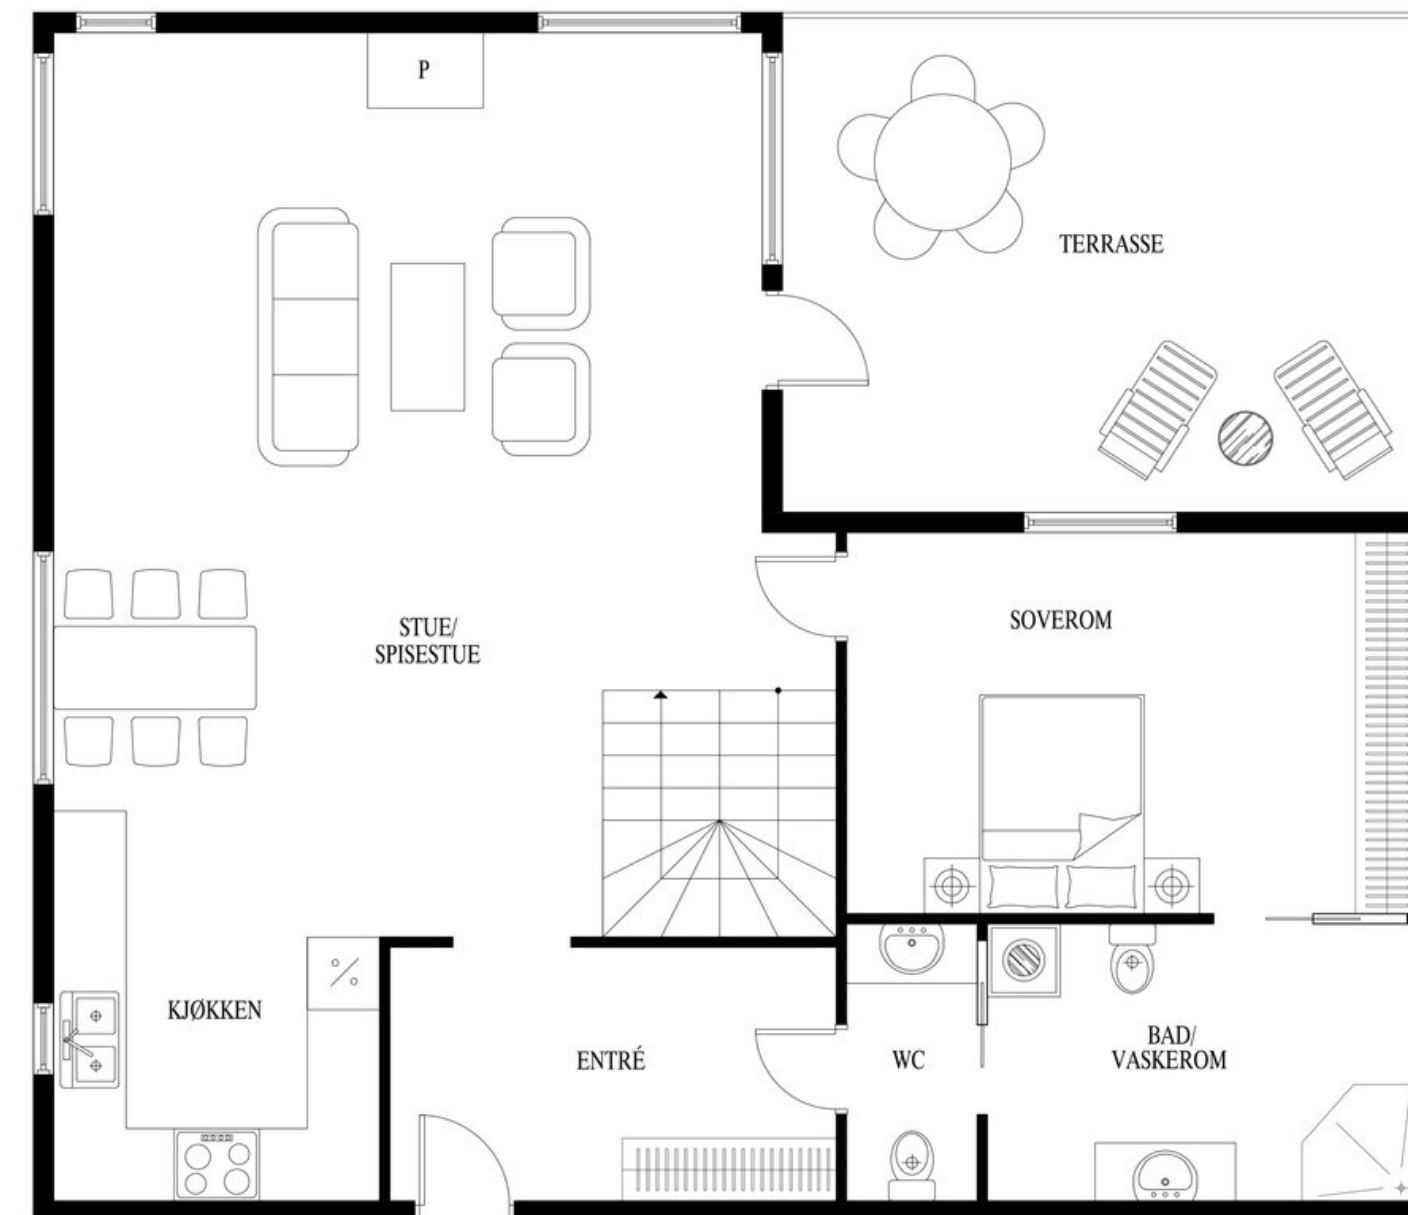 P
TERRASSE
STUE/
SPISESTUE
SOVEROM
KJØKKEN
ENTRÉ
WC
BAD/
VASKEROM